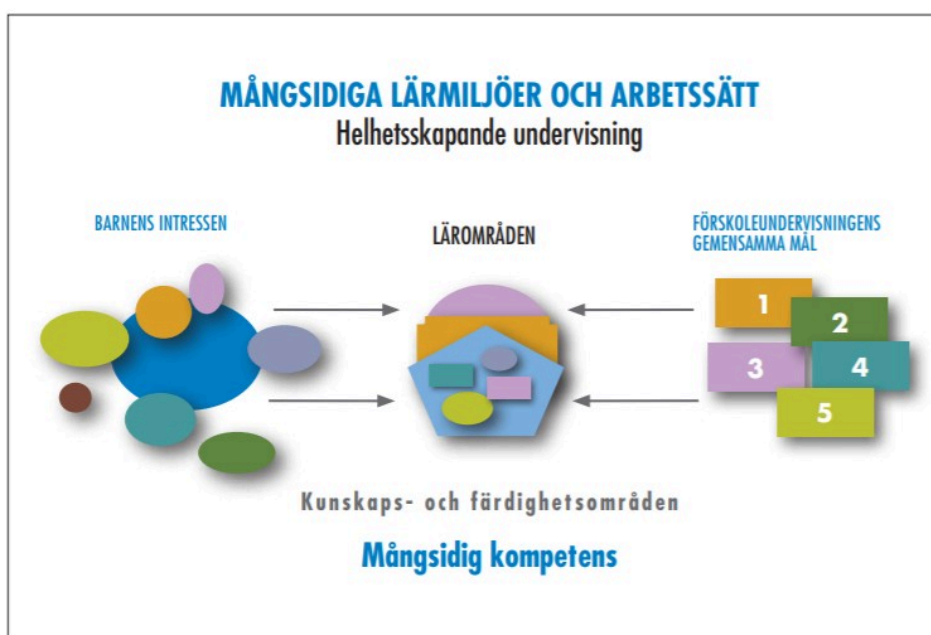 MÅNGSIDIGA LÄRMILJÖER OCH ARBETSSÄTT
Helhetsskapande undervisning
BARNENS INTRESSEN
LÄROMRÅDEN
FÖRSKOLEUNDERVISNINGENS
GEMENSAMMA MÅL
1
2
3
4
5
Kunskaps- och färdighetsområden
Mångsidig kompetens